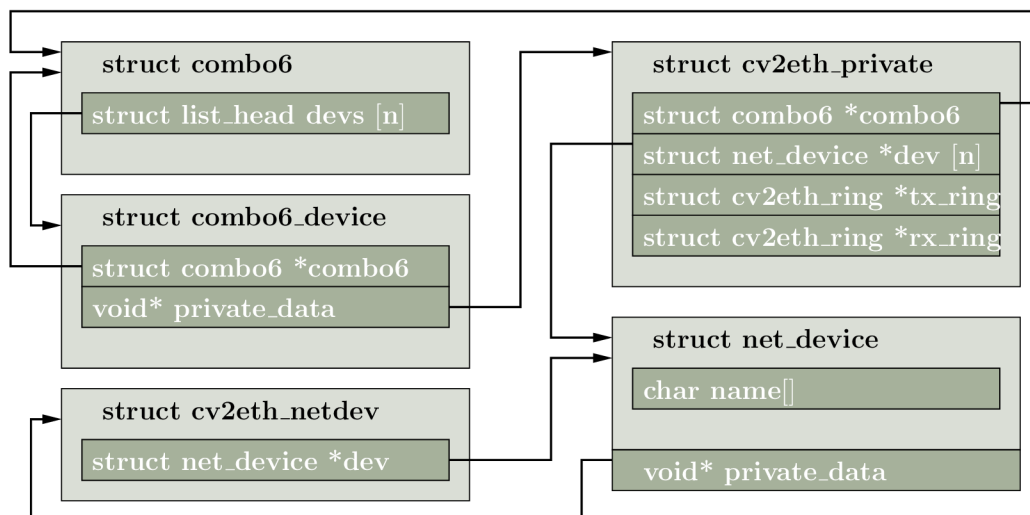 struct combo6
struct list_head devs [n]
struct combo6_device
struct combo6 *combo6
void* private_data
struct cv2eth_netdev
struct net_device *dev
struct cv2eth_private
struct combo6 *combo6
struct net_device *dev [n]
struct cv2eth_ring *tx_ring
struct cv2eth_ring *rx_ring
struct net_device
char name[]
void* private_data